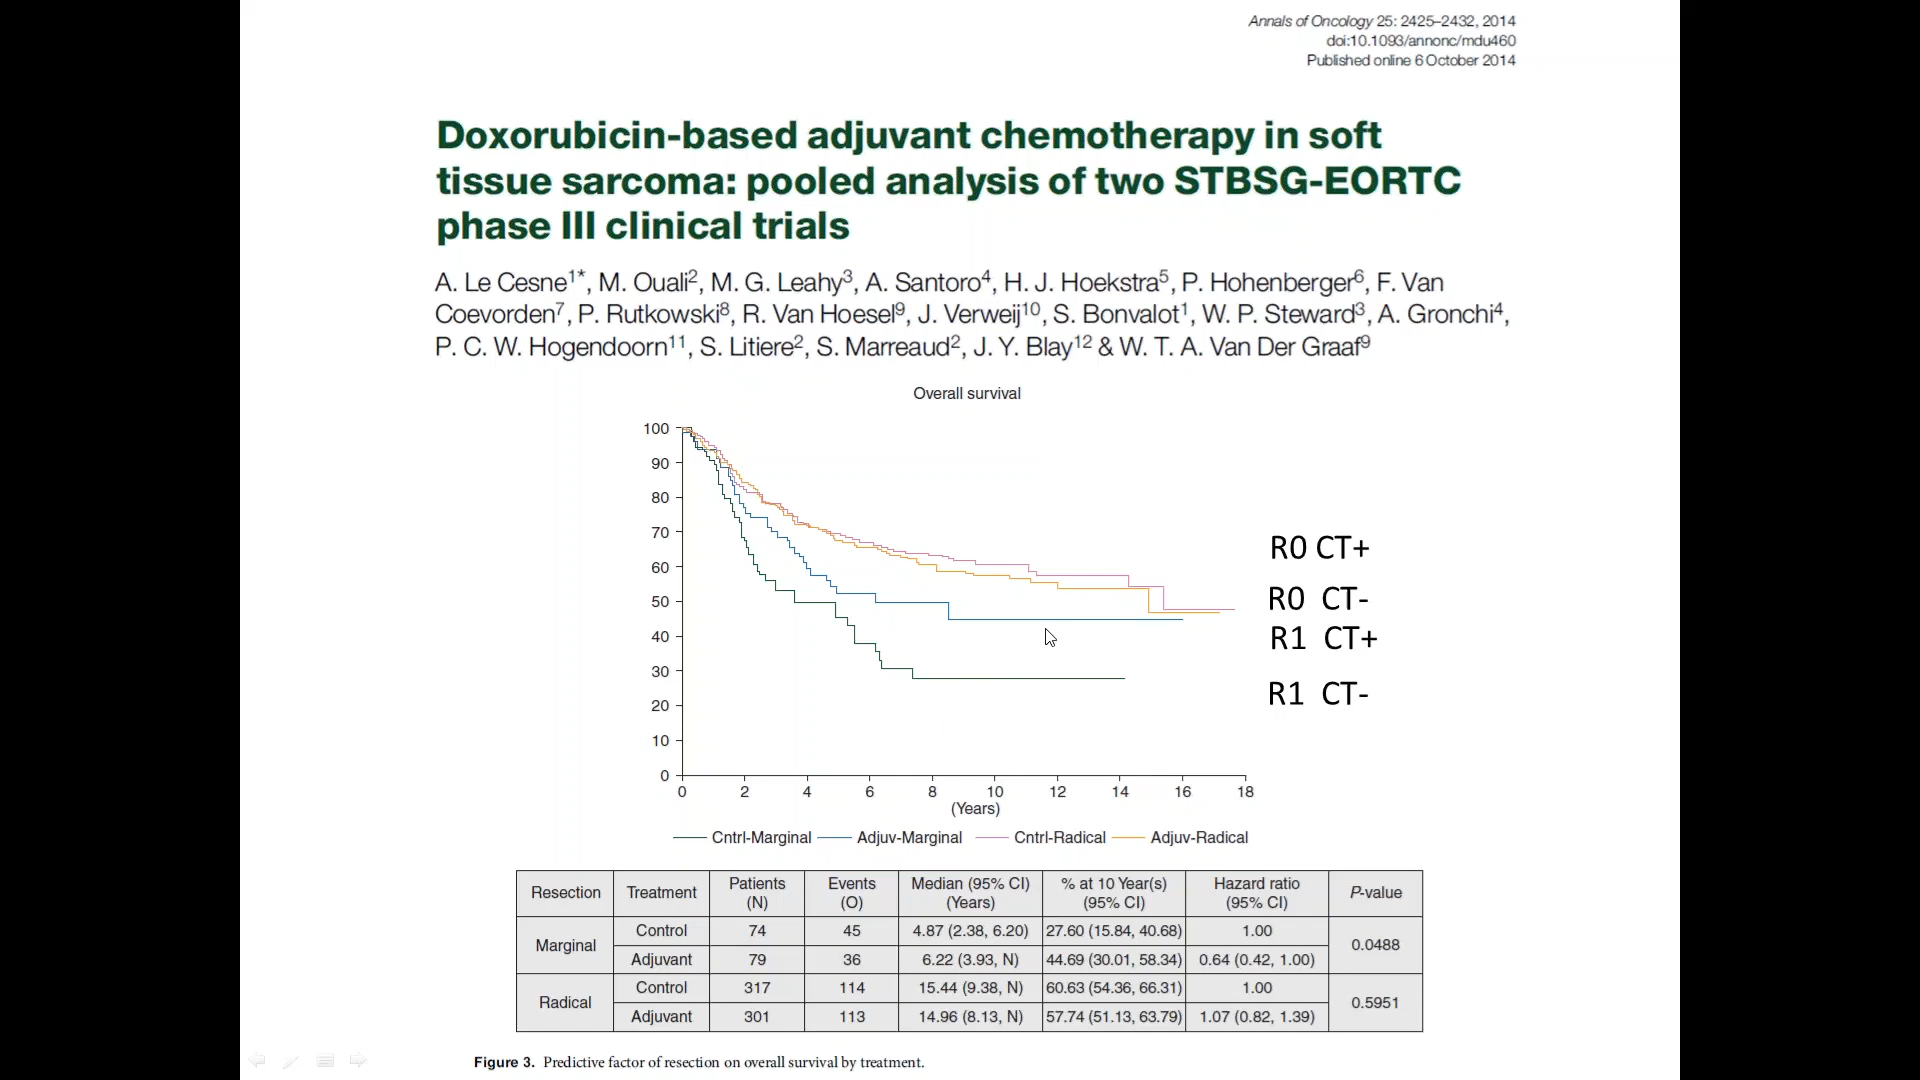 Annals of Oncology 25: 2425–2432, 2014
doi:10.1093/annonc/mdu460
Published online 6 October 2014
Doxorubicin-based adjuvant chemotherapy in soft
tissue sarcoma: pooled analysis of two STBSG-EORTC
phase III clinical trials
A. Le Cesne1*, M. Ouali2, M. G. Leahy3, A. Santoro4, H. J. Hoekstra5, P. Hohenberger6, F. Van
Coevorden7, P. Rutkowski8, R. Van Hoesel9, J. Verweij10, S. Bonvalot1, W. P. Steward3, A. Gronchi4,
P. C. W. Hogendoorn11, S. Litiere2, S. Marreaud2, J. Y. Blay12 & W. T. A. Van Der Graaf9
Overall survival
100
90
80
70
60
50
40
30
20
10
0
R0 CT+
R0 CT-
R1 CT+
R1 CT-
0 2 4 6 8 10 12 14 16 18
(Years)
Cntrl-Marginal Adjuv-Marginal Cntrl-Radical Adjuv-Radical
Resection Treatment Patients (N) Events (O) Median (95% CI) (Years) % at 10 Year(s) (95% CI) Hazard ratio (95% CI) P-value
Marginal Control 74 45 4.87 (2.38, 6.20) 27.60 (15.84, 40.68) 1.00 0.0488
Adjuvant 79 36 6.22 (3.93, N) 44.69 (30.01, 58.34) 0.64 (0.42, 1.00)
Radical Control 317 114 15.44 (9.38, N) 60.63 (54.36, 66.31) 1.00 0.5951
Adjuvant 301 113 14.96 (8.13, N) 57.74 (51.13, 63.79) 1.07 (0.82, 1.39)
Figure 3. Predictive factor of resection on overall survival by treatment.